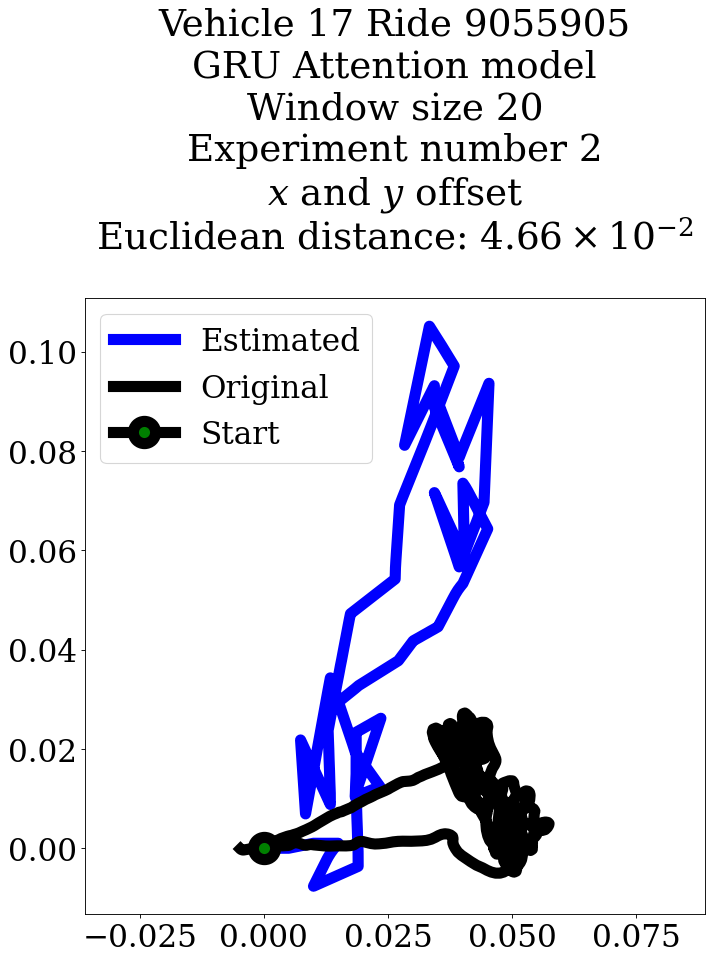 Vehicle 17 Ride 9055905
GRU Attention model
Window size 20
Experiment number 2
x and y offset
Euclidean distance: 4.66 × 10⁻²
Estimated
Original
Start
0.10
0.08
0.06
0.04
0.02
0.00
−0.025 0.000 0.025 0.050 0.075